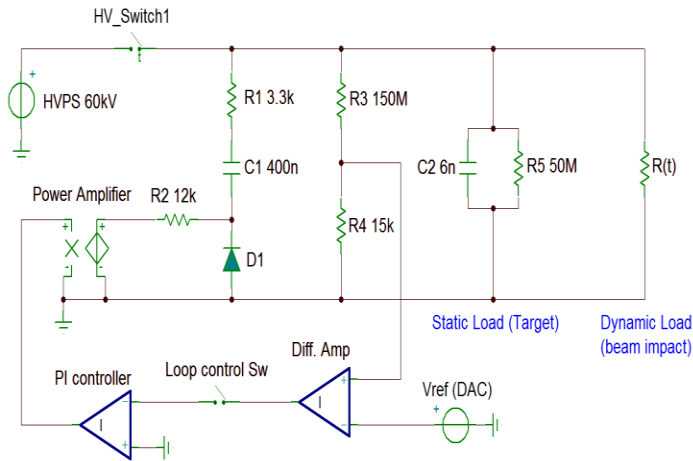 HV_Switch1
t
+
HVPS 60kV
R1 3.3k
R3 150M
C1 400n
C2 6n
R5 50M
R(t)
Power Amplifier
R2 12k
+
+
-
-
R4 15k
D1
Static Load (Target)
Dynamic Load
(beam impact)
Diff. Amp
PI controller
Loop control Sw
Vref (DAC)
+
+
-
I
-
I
+